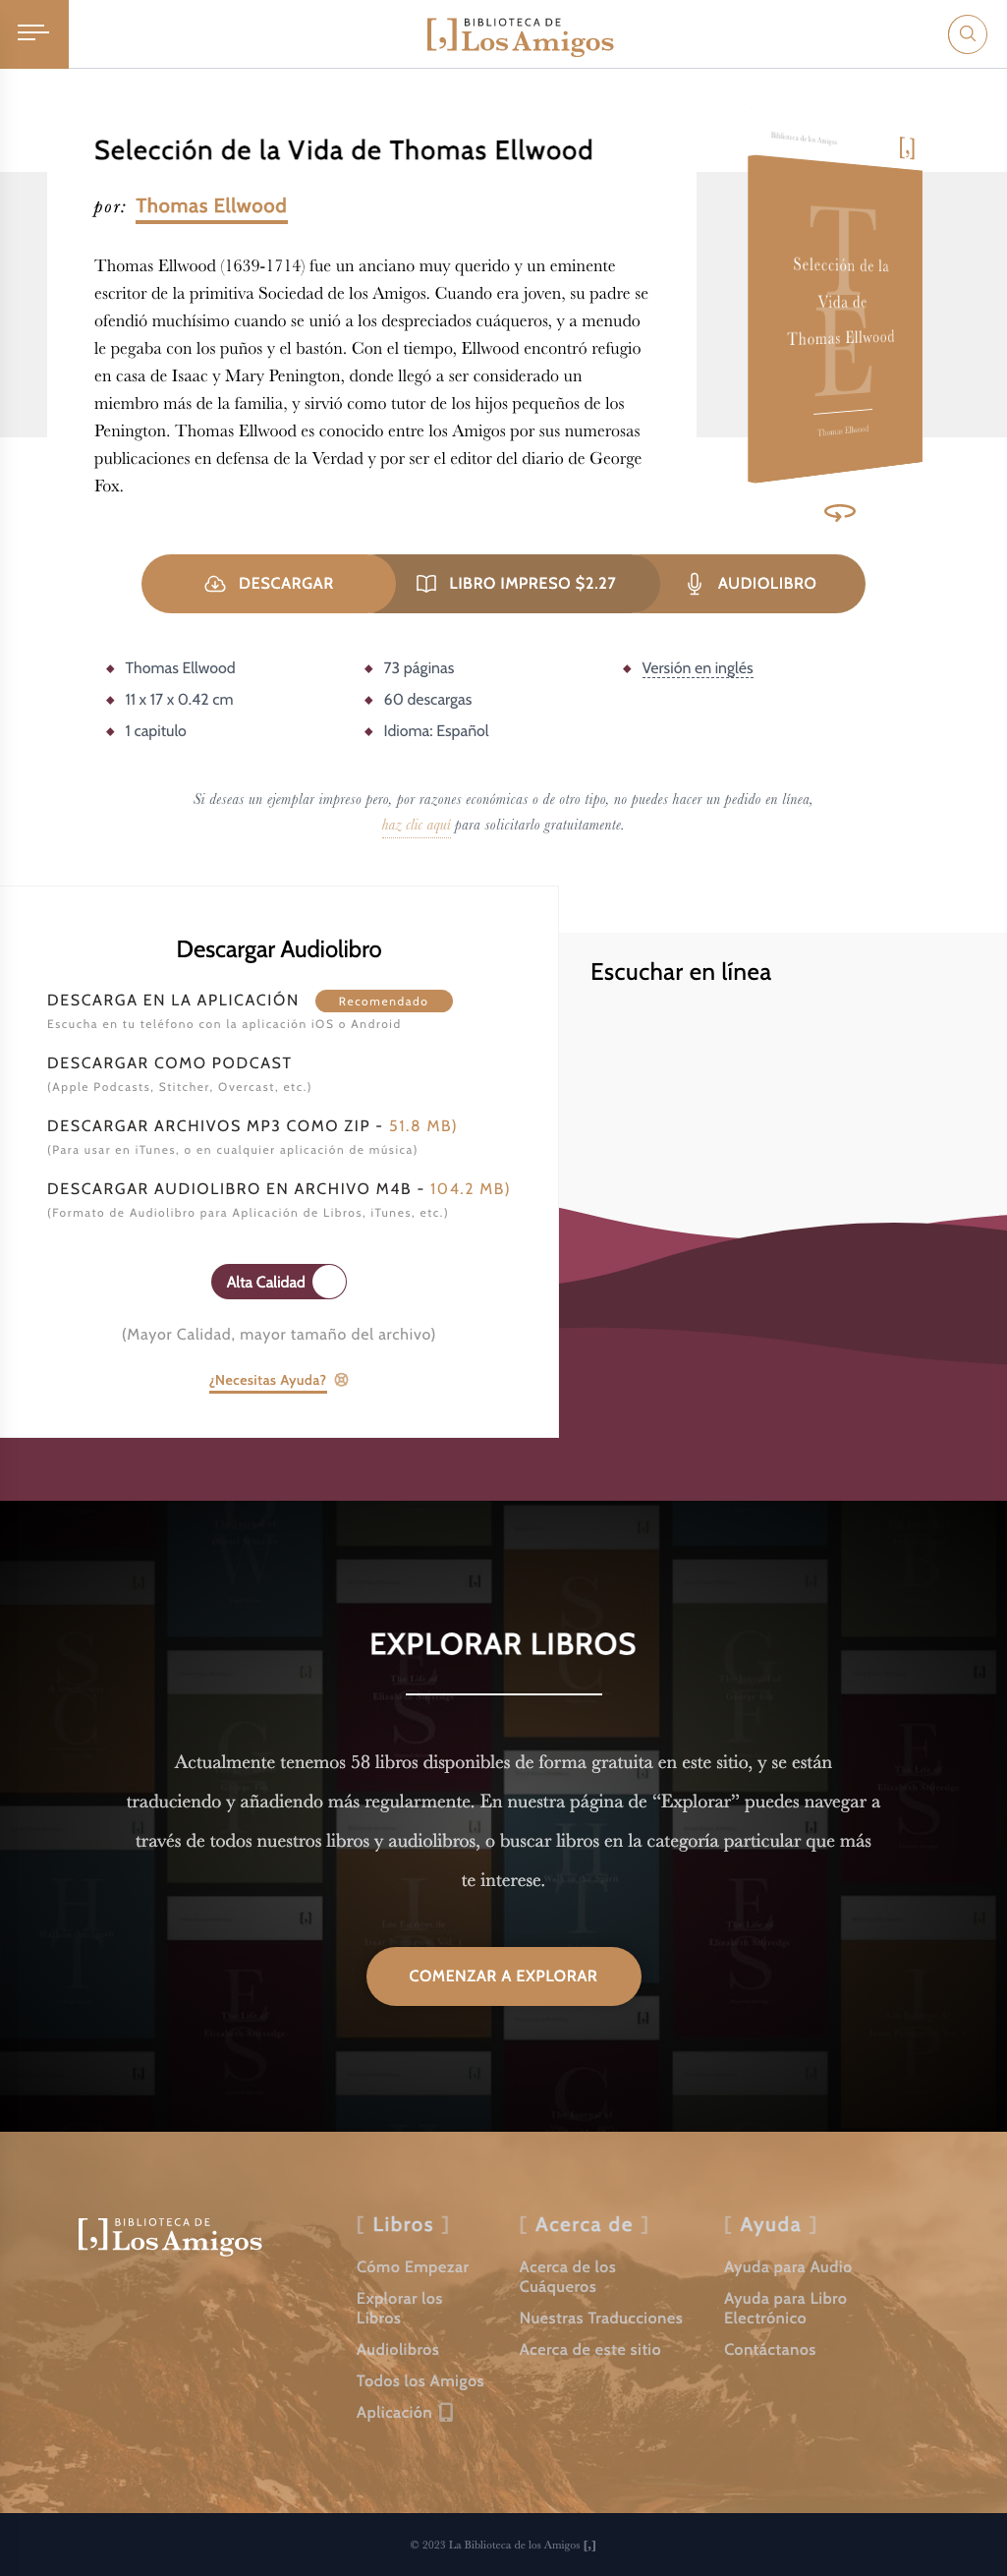 BIBLIOTECA DE
[,] Los Amigos
Selección de la Vida de Thomas Ellwood
por: Thomas Ellwood
Thomas Ellwood (1639-1714) fue un anciano muy querido y un eminente
escritor de la primitiva Sociedad de los Amigos. Cuando era joven, su padre se
ofendió muchísimo cuando se unió a los despreciados cuáqueros, y a menudo
le pegaba con los puños y el bastón. Con el tiempo, Ellwood encontró refugio
en casa de Isaac y Mary Penington, donde llegó a ser considerado un
miembro más de la familia, y sirvió como tutor de los hijos pequeños de los
Penington. Thomas Ellwood es conocido entre los Amigos por sus numerosas
publicaciones en defensa de la Verdad y por ser el editor del diario de George
Fox.
Biblioteca de los Amigos
[,]
T E
Selección de la
Vida de
Thomas Ellwood
Thomas Ellwood
DESCARGAR
LIBRO IMPRESO $2.27
AUDIOLIBRO
Thomas Ellwood
11 x 17 x 0.42 cm
1 capitulo
73 páginas
60 descargas
Idioma: Español
Versión en inglés
Si deseas un ejemplar impreso pero, por razones económicas o de otro tipo, no puedes hacer un pedido en línea,
haz clic aquí para solicitarlo gratuitamente.
Descargar Audiolibro
DESCARGA EN LA APLICACIÓN Recomendado
Escucha en tu teléfono con la aplicación iOS o Android
DESCARGAR COMO PODCAST
(Apple Podcasts, Stitcher, Overcast, etc.)
DESCARGAR ARCHIVOS MP3 COMO ZIP - 51.8 MB)
(Para usar en iTunes, o en cualquier aplicación de música)
DESCARGAR AUDIOLIBRO EN ARCHIVO M4B - 104.2 MB)
(Formato de Audiolibro para Aplicación de Libros, iTunes, etc.)
Alta Calidad
(Mayor Calidad, mayor tamaño del archivo)
¿Necesitas Ayuda?
Escuchar en línea
EXPLORAR LIBROS
Actualmente tenemos 58 libros disponibles de forma gratuita en este sitio, y se están
traduciendo y añadiendo más regularmente. En nuestra página de “Explorar” puedes navegar a
través de todos nuestros libros y audiolibros, o buscar libros en la categoría particular que más
te interese.
COMENZAR A EXPLORAR
BIBLIOTECA DE
[,] Los Amigos
[ Libros ]
Cómo Empezar
Explorar los
Libros
Audiolibros
Todos los Amigos
Aplicación
[ Acerca de ]
Acerca de los
Cuáqueros
Nuestras Traducciones
Acerca de este sitio
[ Ayuda ]
Ayuda para Audio
Ayuda para Libro
Electrónico
Contáctanos
© 2023 La Biblioteca de los Amigos [,]